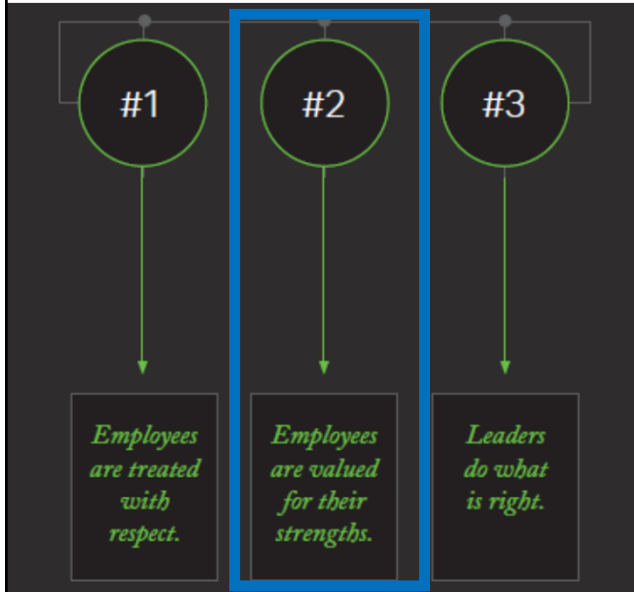 #1
#2
#3
Employees
are treated
with
respect.
Employees
are valued
for their
strengths.
Leaders
do what
is right.